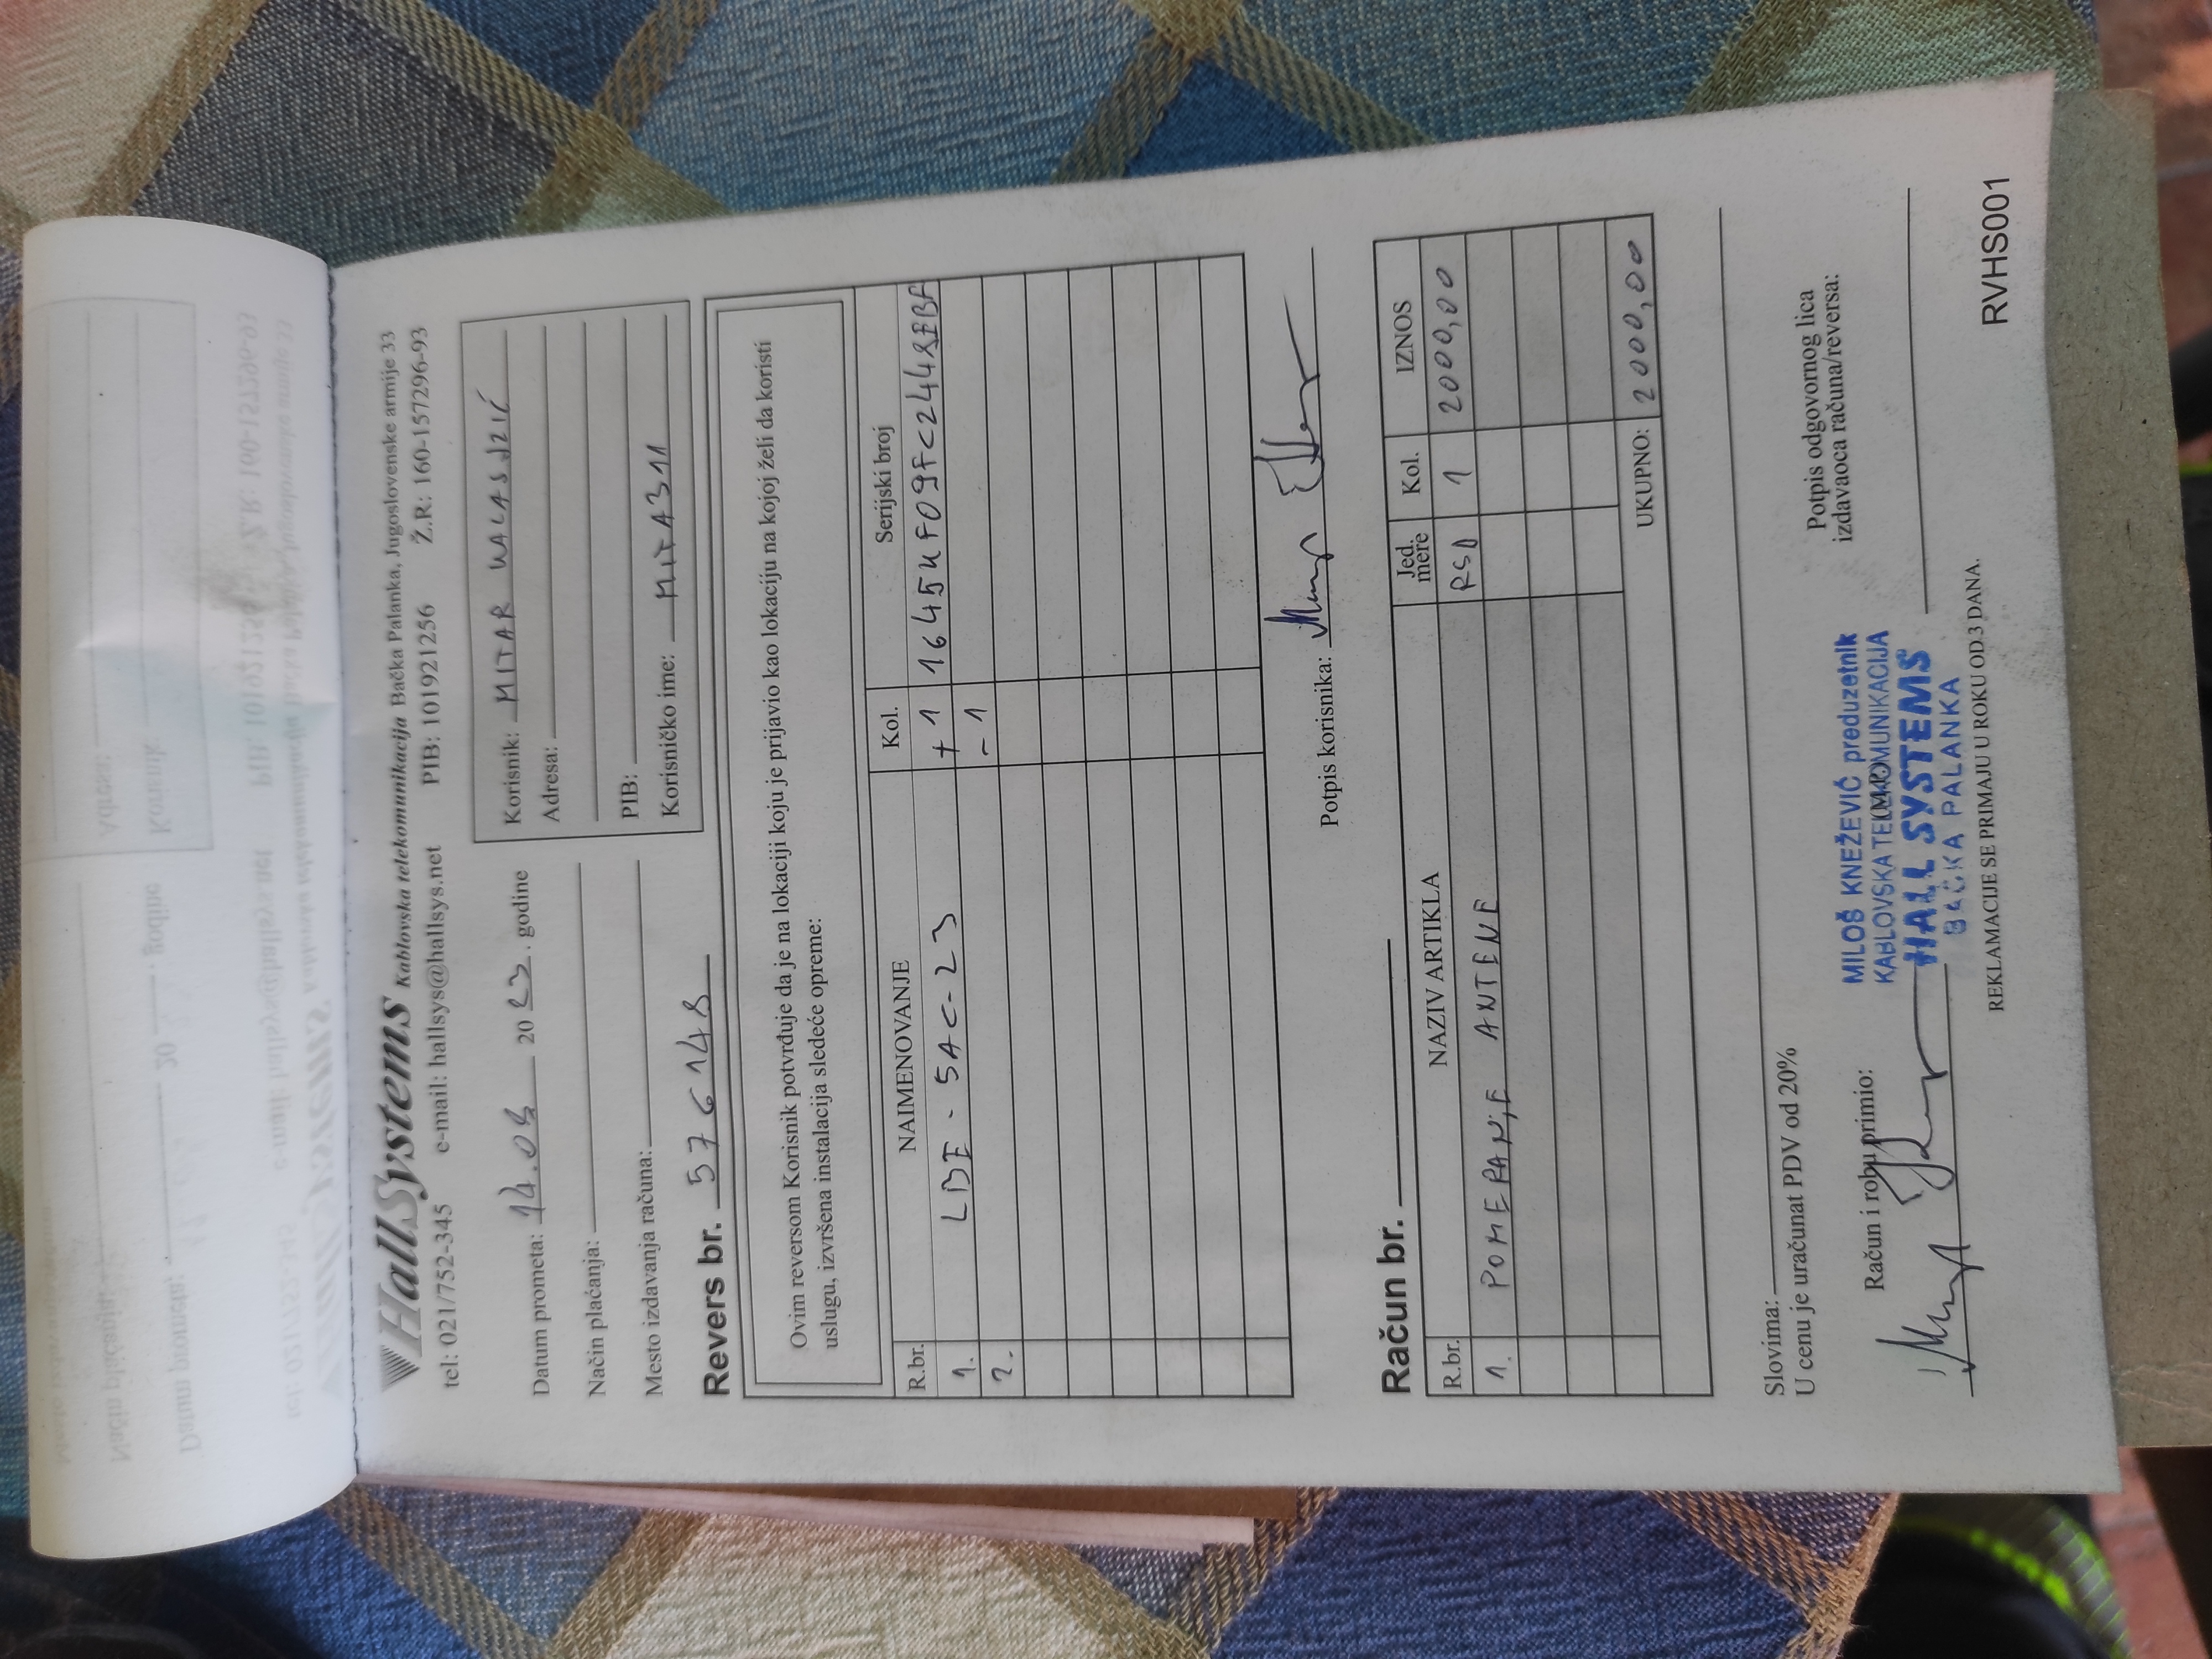 HallSystems Kablovska telekomunikacija Bačka Palanka, Jugoslovenske armije 33
tel: 021/752-345 e-mail: hallsys@hallsys.net PIB: 101921256 Ž.R: 160-157296-93
Datum prometa: 2023. godine
Način plaćanja:
Mesto izdavanja računa:
Korisnik: MITAR
Adresa:
PIB:
Korisničko ime: MITA311
Revers br. 576148
Ovim reversom Korisnik potvrđuje da je na lokaciji koju je prijavio kao lokaciju na kojoj želi da koristi
uslugu, izvršena instalacija sledeće opreme:
R.br. NAIMENOVANJE Kol. Serijski broj
1. LBE-5AC-23 +1
2. -1
Potpis korisnika:
Račun br.
R.br. NAZIV ARTIKLA Jed. mere Kol. IZNOS
1. POMERANjE ANTENE RSD 1 2000,00
UKUPNO: 2000,00
Slovima:
U cenu je uračunat PDV od 20%
Račun i robu primio:
Potpis odgovornog lica
izdavaoca računa/reversa:
MILOŠ KNEŽEVIĆ preduzetnik
KABLOVSKA TELEKOMUNIKACIJA
HALL SYSTEMS
BAČKA PALANKA
REKLAMACIJE SE PRIMAJU U ROKU OD 3 DANA.
RVHS001